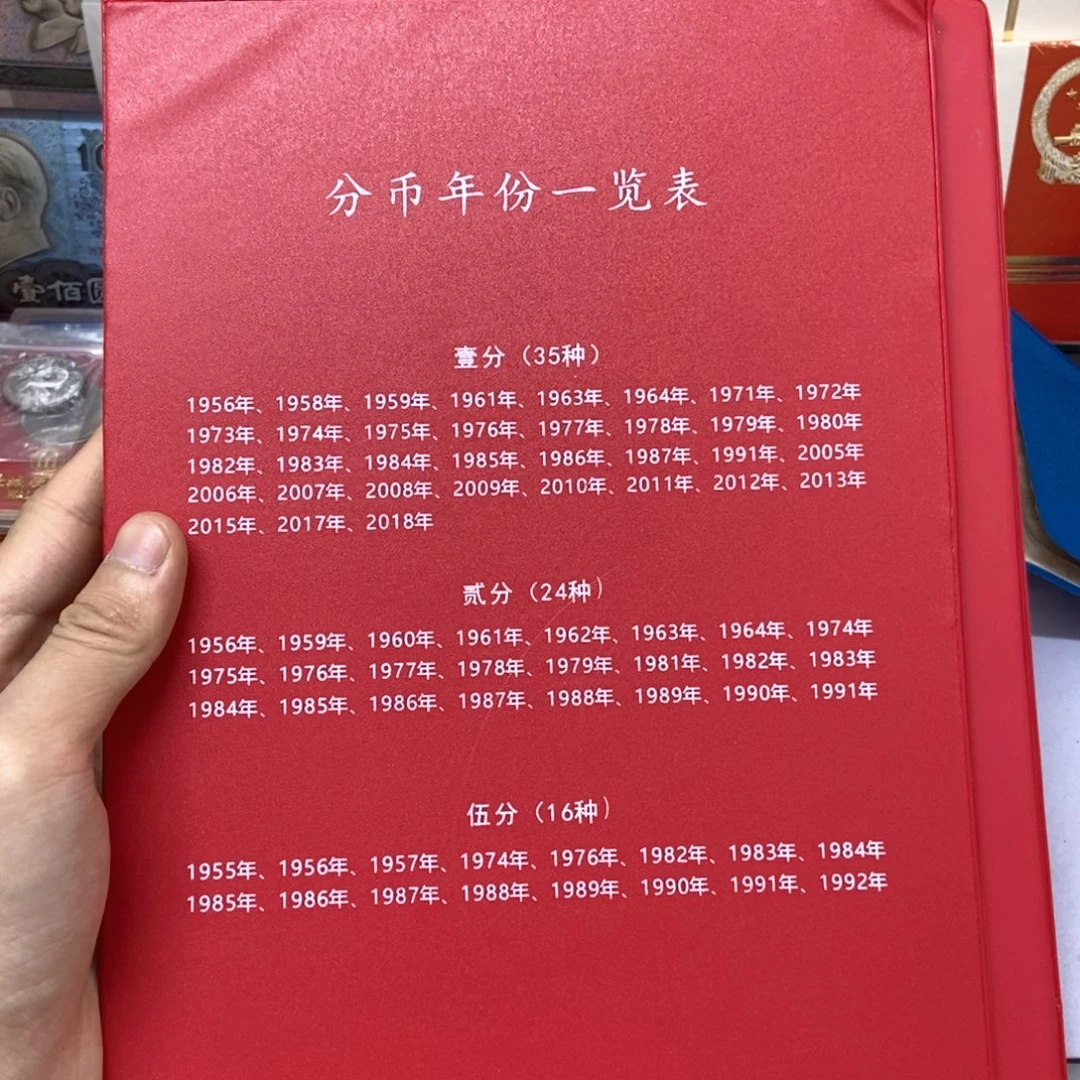 分币年份一览表
壹分（35种）
1956年、1958年、1959年、1961年、1963年、1964年、1971年、1972年
1973年、1974年、1975年、1976年、1977年、1978年、1979年、1980年
1982年、1983年、1984年、1985年、1986年、1987年、1991年、2005年
2006年、2007年、2008年、2009年、2010年、2011年、2012年、2013年
2015年、2017年、2018年
贰分（24种）
1956年、1959年、1960年、1961年、1962年、1963年、1964年、1974年
1975年、1976年、1977年、1978年、1979年、1981年、1982年、1983年
1984年、1985年、1986年、1987年、1988年、1989年、1990年、1991年
伍分（16种）
1955年、1956年、1957年、1974年、1976年、1982年、1983年、1984年
1985年、1986年、1987年、1988年、1989年、1990年、1991年、1992年
10
壹佰圆